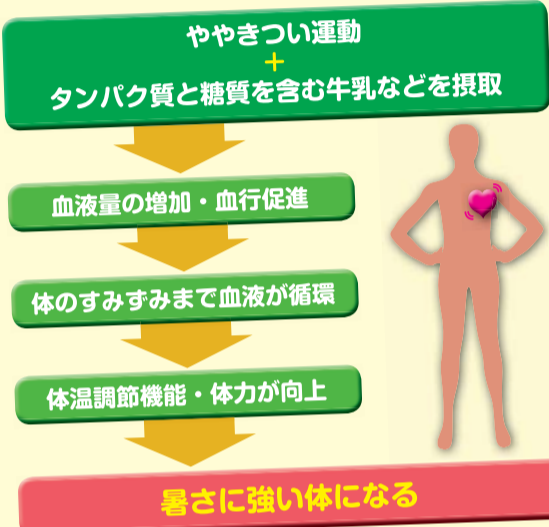 ややきつい運動
+
タンパク質と糖質を含む牛乳などを摂取
血液量の増加・血行促進
体のすみずみまで血液が循環
体温調節機能・体力が向上
暑さに強い体になる